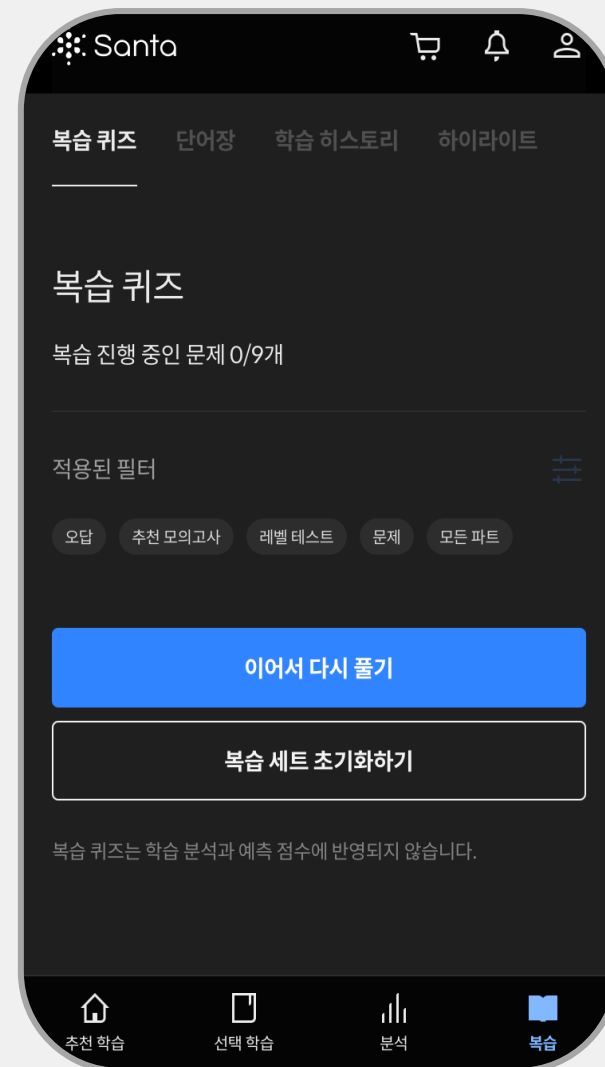 Santa
복습 퀴즈 단어장 학습 히스토리 하이라이트
복습 퀴즈
복습 진행 중인 문제 0/9개
적용된 필터
오답 추천 모의고사 레벨 테스트 문제 모든 파트
이어서 다시 풀기
복습 세트 초기화하기
복습 퀴즈는 학습 분석과 예측 점수에 반영되지 않습니다.
추천 학습 선택 학습 분석 복습